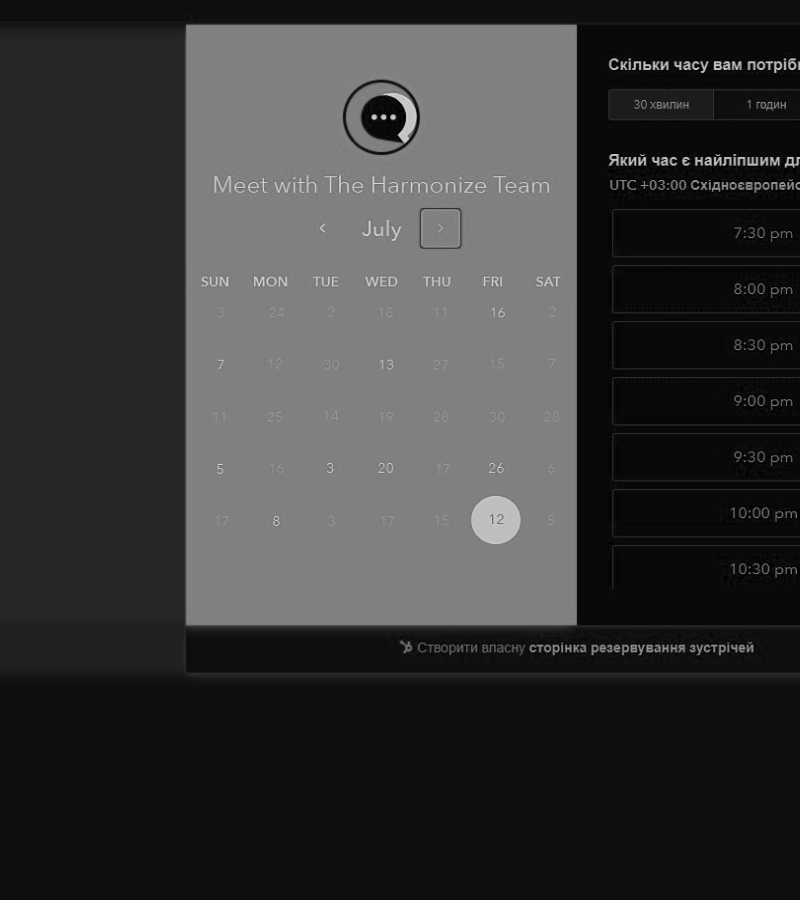 Meet with The Harmonize Team
July
SUN MON TUE WED THU FRI SAT
3 24 2 18 11 16 2
7 12 30 13 27 15 7
11 25 14 19 28 30 28
5 16 3 20 17 26 6
17 8 3 17 15 12 5
Скільки часу вам потріб
30 хвилин 1 годин
Який час є найліпшим дл
UTC +03:00 Східноєвропейс
7:30 pm
8:00 pm
8:30 pm
9:00 pm
9:30 pm
10:00 pm
10:30 pm
Створити власну сторінка резервування зустрічей